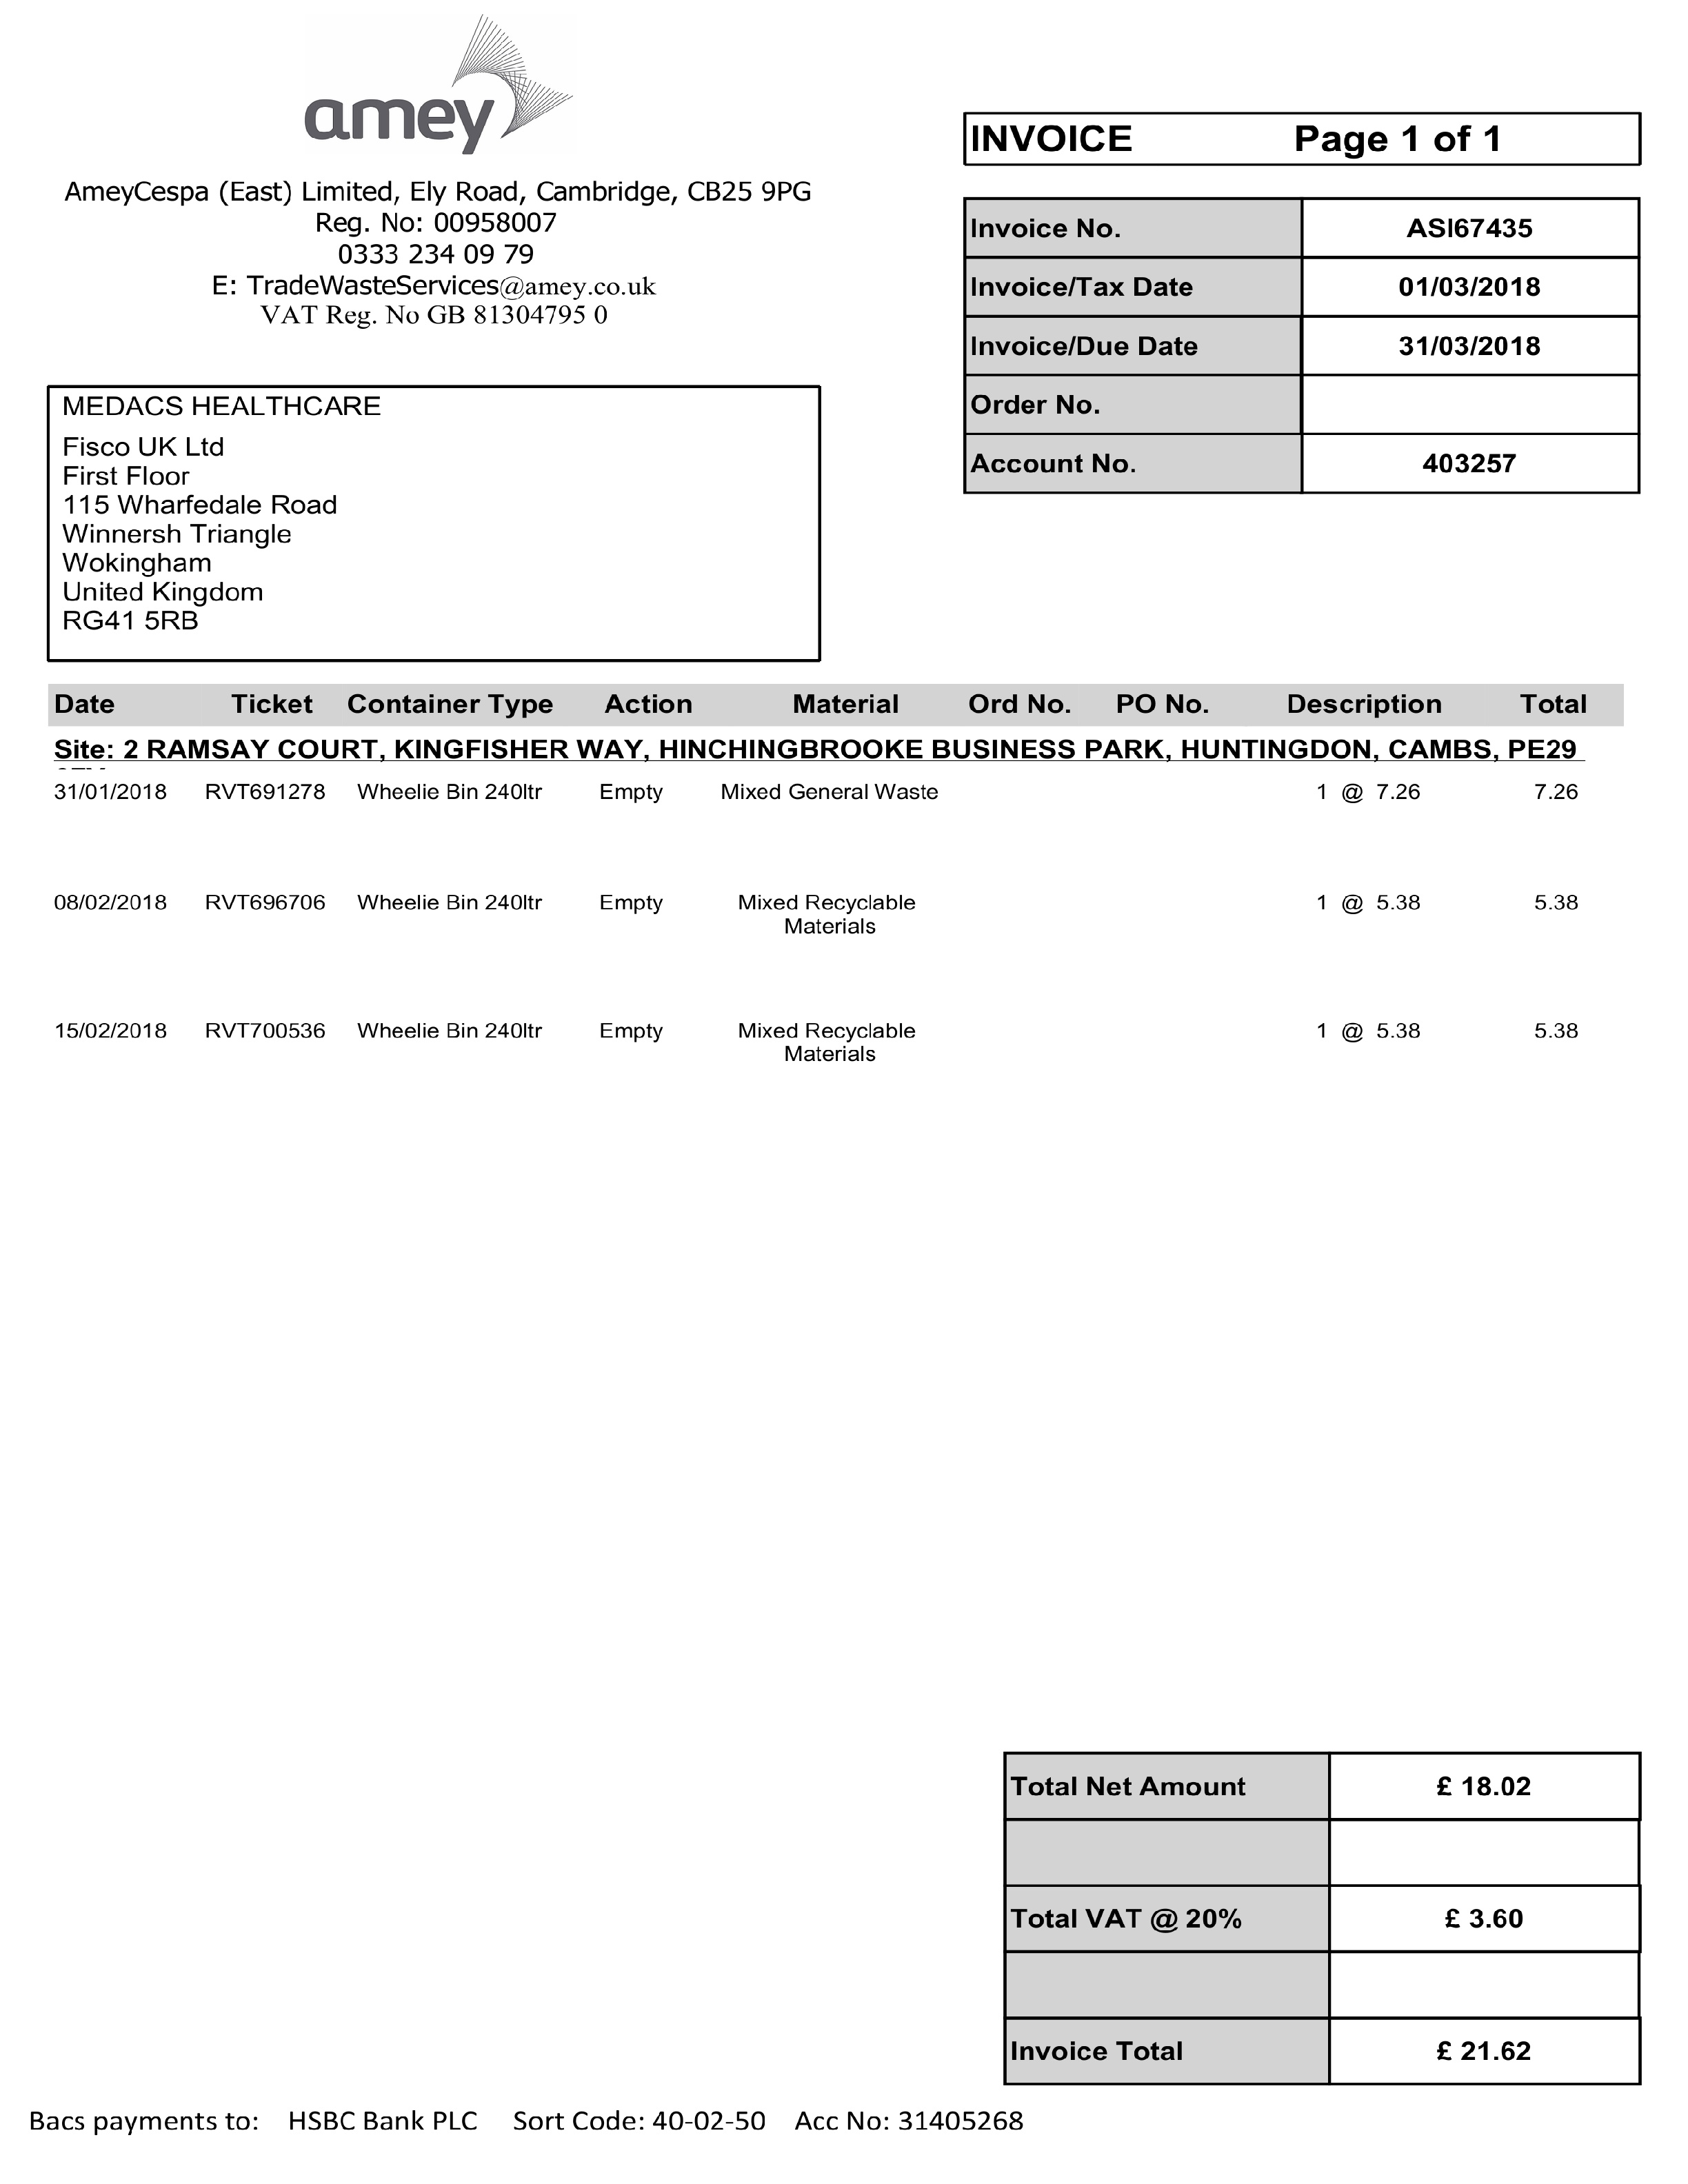 amey
AmeyCespa (East) Limited, Ely Road, Cambridge, CB25 9PG
Reg. No: 00958007
0333 234 09 79
E: TradeWasteServices@amey.co.uk
VAT Reg. No GB 81304795 0
INVOICE Page 1 of 1
Invoice No. ASI67435
Invoice/Tax Date 01/03/2018
Invoice/Due Date 31/03/2018
Order No.
Account No. 403257
MEDACS HEALTHCARE
Fisco UK Ltd
First Floor
115 Wharfedale Road
Winnersh Triangle
Wokingham
United Kingdom
RG41 5RB
Date Ticket Container Type Action Material Ord No. PO No. Description Total
Site: 2 RAMSAY COURT, KINGFISHER WAY, HINCHINGBROOKE BUSINESS PARK, HUNTINGDON, CAMBS, PE29
31/01/2018 RVT691278 Wheelie Bin 240ltr Empty Mixed General Waste 1 @ 7.26 7.26
08/02/2018 RVT696706 Wheelie Bin 240ltr Empty Mixed Recyclable 1 @ 5.38 5.38
Materials
15/02/2018 RVT700536 Wheelie Bin 240ltr Empty Mixed Recyclable 1 @ 5.38 5.38
Materials
Total Net Amount £ 18.02
Total VAT @ 20% £ 3.60
Invoice Total £ 21.62
Bacs payments to: HSBC Bank PLC Sort Code: 40-02-50 Acc No: 31405268